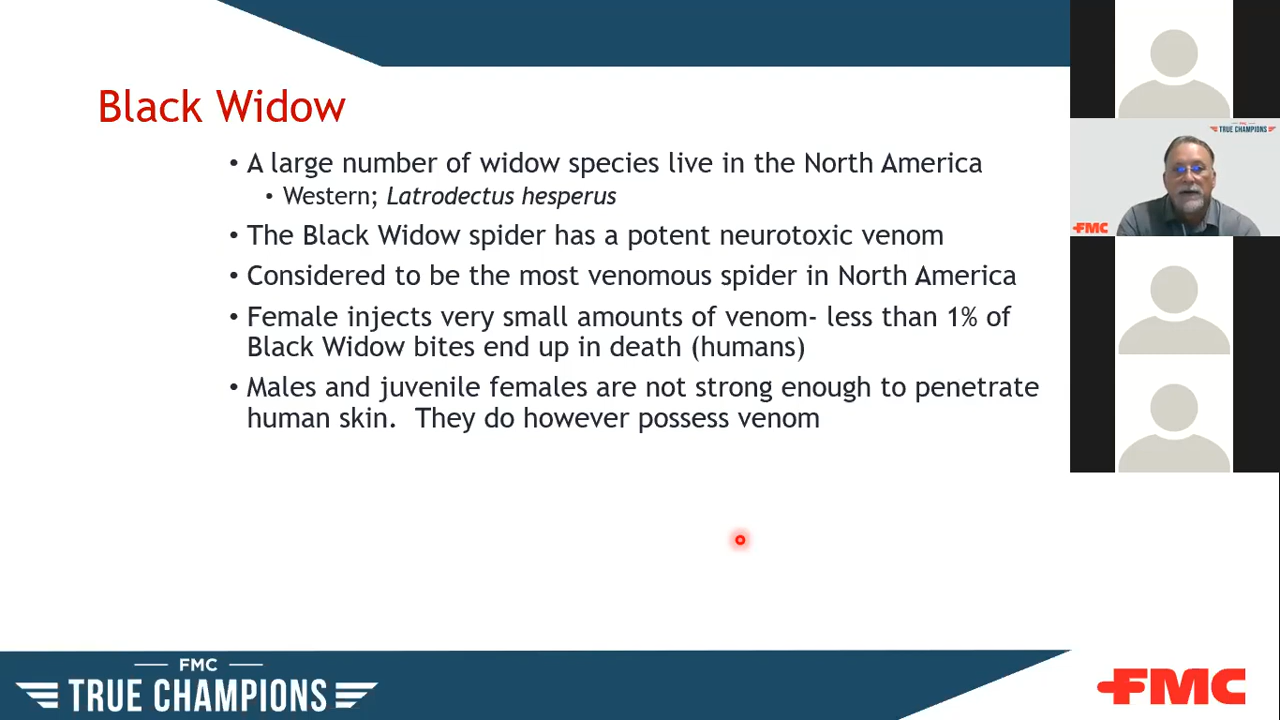 Black Widow
• A large number of widow species live in the North America
• Western; Latrodectus hesperus
• The Black Widow spider has a potent neurotoxic venom
• Considered to be the most venomous spider in North America
• Female injects very small amounts of venom- less than 1% of
Black Widow bites end up in death (humans)
• Males and juvenile females are not strong enough to penetrate
human skin.  They do however possess venom
TRUE CHAMPIONS
FMC
FMC
TRUE CHAMPIONS
FMC